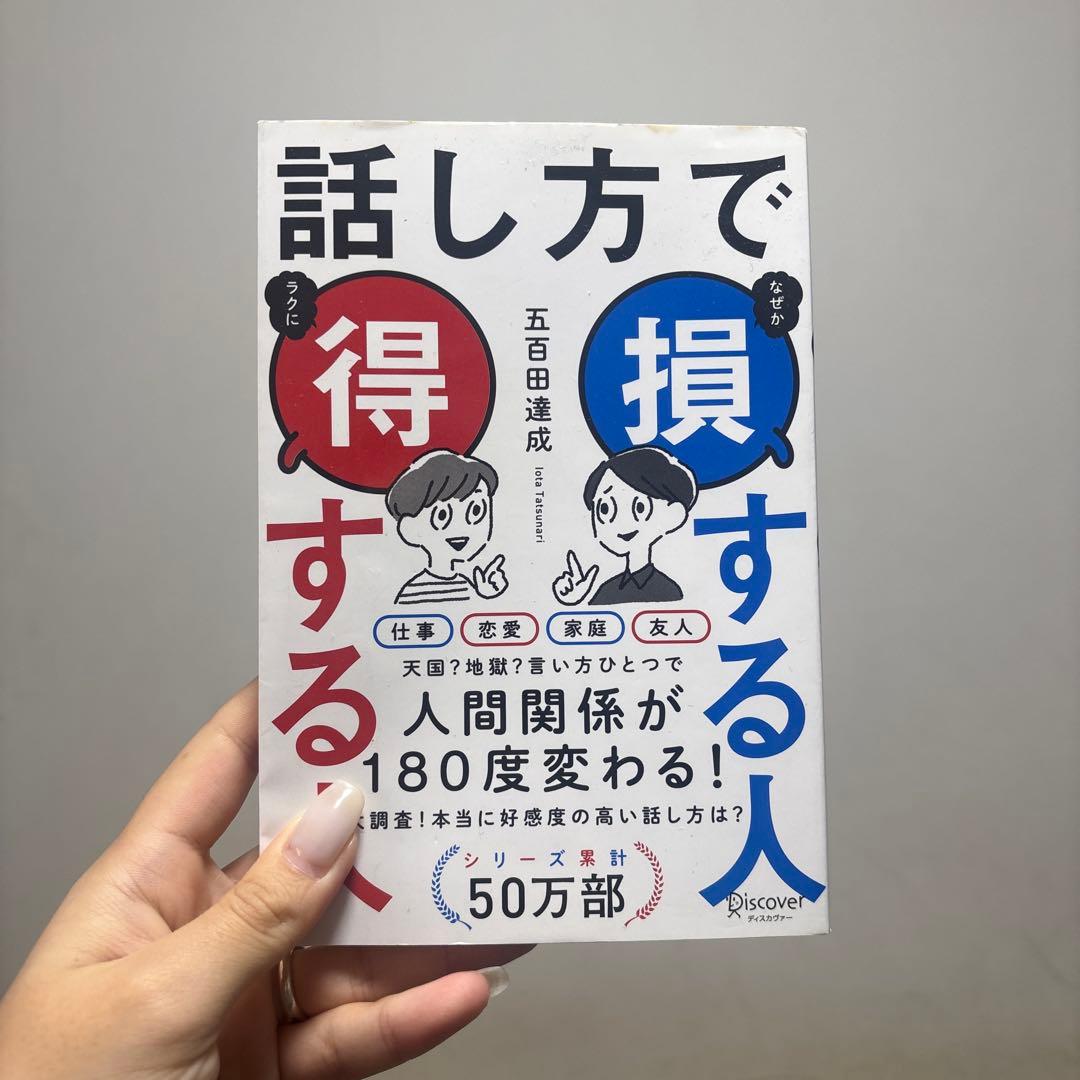 話し方で
なぜか
損する人
五百田達成
Iota Tatsunari
ラクに
得する人
仕事
恋愛
家庭
友人
天国?地獄?言い方ひとつで
人間関係が
180度変わる!
大調査!本当に好感度の高い話し方は?
シリーズ累計
50万部
Discover
ディスカヴァー